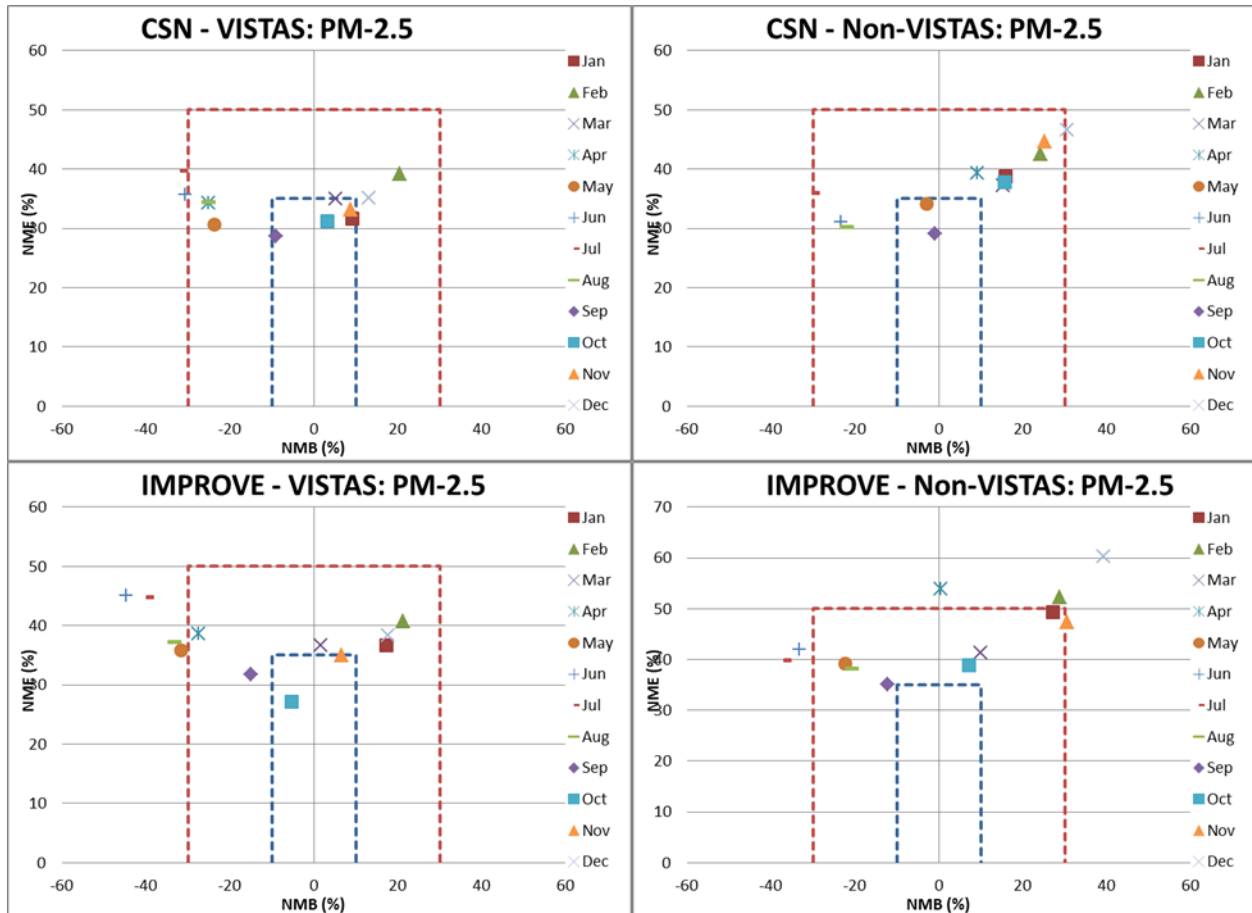 CSN - VISTAS: PM-2.5
60
50
40
30
20
10
0
NME (%)
-60 -40 -20 0 20 40 60
NMB (%)
Jan
Feb
Mar
Apr
May
Jun
Jul
Aug
Sep
Oct
Nov
Dec
CSN - Non-VISTAS: PM-2.5
60
50
40
30
20
10
0
NME (%)
-60 -40 -20 0 20 40 60
NMB (%)
Jan
Feb
Mar
Apr
May
Jun
Jul
Aug
Sep
Oct
Nov
Dec
IMPROVE - VISTAS: PM-2.5
60
50
40
30
20
10
0
NME (%)
-60 -40 -20 0 20 40 60
NMB (%)
Jan
Feb
Mar
Apr
May
Jun
Jul
Aug
Sep
Oct
Nov
Dec
IMPROVE - Non-VISTAS: PM-2.5
70
60
50
40
30
20
10
0
NME (%)
-60 -40 -20 0 20 40 60
NMB (%)
Jan
Feb
Mar
Apr
May
Jun
Jul
Aug
Sep
Oct
Nov
Dec